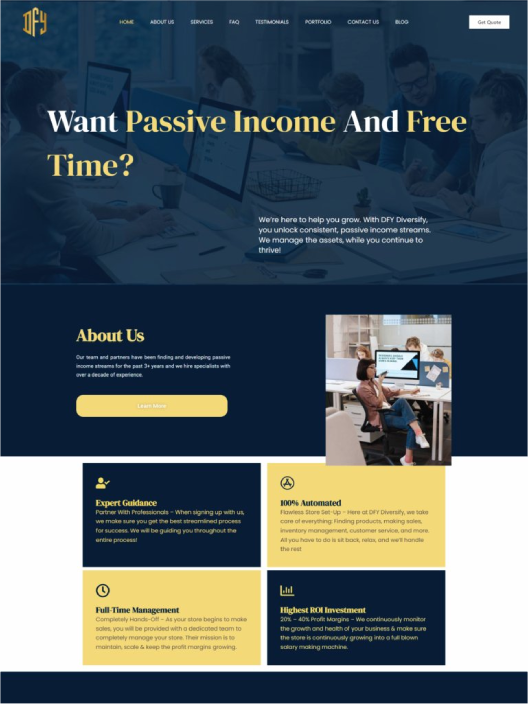 DFY
HOME ABOUT US SERVICES FAQ TESTIMONIALS PORTFOLIO CONTACT US BLOG Get Quote
Want Passive Income And Free
Time?
We're here to help you grow. With DFY Diversify,
you unlock consistent, passive income streams.
We manage the assets, while you continue to
thrive!
About Us
Our team and partners have been finding and developing passive
income streams for the past 3+ years and we hire specialists with
over a decade of experience.
Learn More
Expert Guidance
Partner With Professionals – When signing up with us,
we make sure you get the best streamlined process
for success. We will be guiding you throughout the
entire process!
100% Automated
Flawless Store Set-Up – Here at DFY Diversify, we take
care of everything: Finding products, making sales,
inventory management, customer service, and more.
All you have to do is sit back, relax, and we'll handle
the rest
Full-Time Management
Completely Hands-Off – As your store begins to make
sales, you will be provided with a dedicated team to
completely manage your store. Their mission is to
maintain, scale & keep the profit margins growing.
Highest ROI Investment
20% – 40% Profit Margins – We continuously monitor
the growth and health of your business & make sure
the store is continuously growing into a full blown
salary making machine.